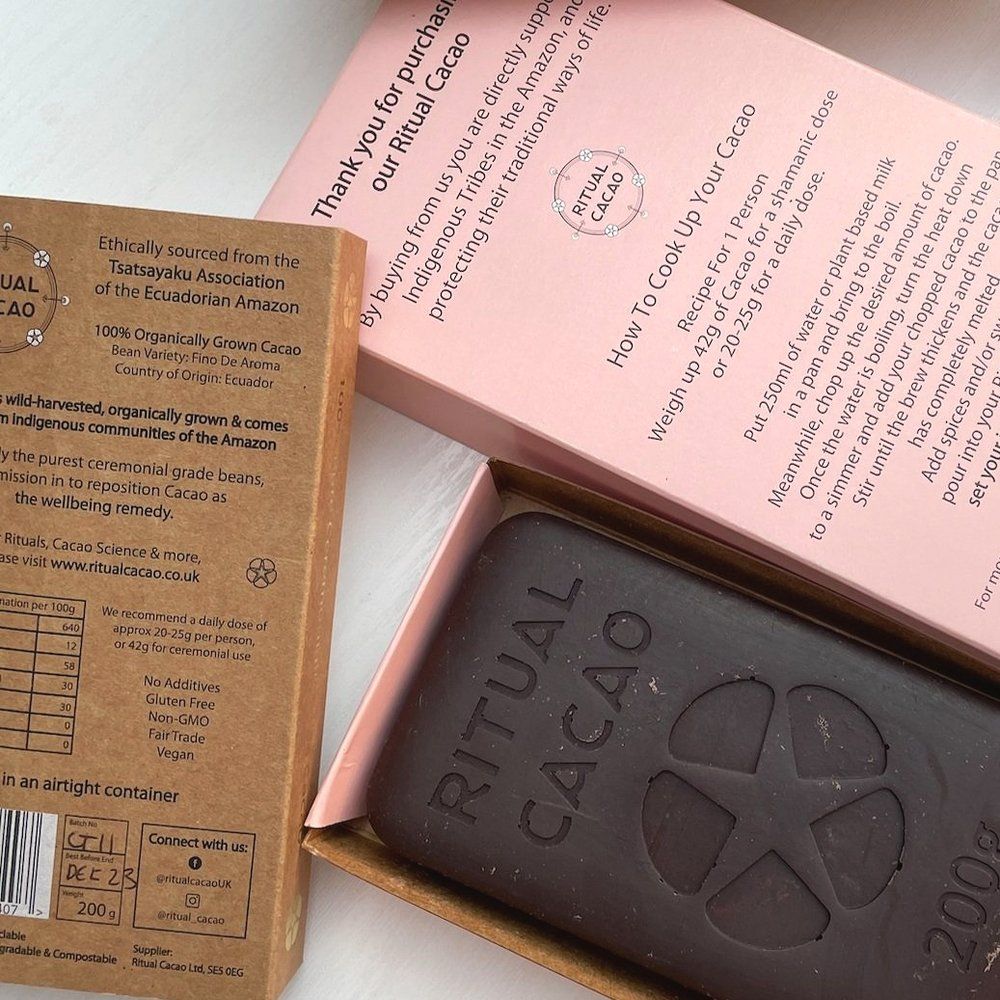 UAL
CAO
Ethically sourced from the
Tsatsayaku Association
of the Ecuadorian Amazon
100% Organically Grown Cacao
Bean Variety: Fino De Aroma
Country of Origin: Ecuador
wild-harvested, organically grown & comes
indigenous communities of the Amazon
the purest ceremonial grade beans,
mission in to reposition Cacao as
the wellbeing remedy.
Rituals, Cacao Science & more,
visit www.ritualcacao.co.uk
per 100g
640
12
58
30
30
0
0
We recommend a daily dose of
approx 20-25g per person,
or 42g for ceremonial use
No Additives
Gluten Free
Non-GMO
Fair Trade
Vegan
in an airtight container
407 >
Batch No
GT11
Best Before End
DEC 23
Weight
200 g
Connect with us:
@ritualcacaoUK
@ritual_cacao
& Compostable
Supplier:
Ritual Cacao Ltd, SE5 0EG
Thank you for purchasi
our Ritual Cacao
By buying from us you are directly suppo
Indigenous Tribes in the Amazon, and
protecting their traditional ways of life.
RITUAL
CACAO
How To Cook Up Your Cacao
Recipe For 1 Person
Weigh up 42g of Cacao for a shamanic dose
or 20-25g for a daily dose.
Put 250ml of water or plant based milk
in a pan and bring to the boil.
Meanwhile, chop up the desired amount of cacao.
Once the water is boiling, turn the heat down
to a simmer and add your chopped cacao to the pa
Stir until the brew thickens and the cac
has completely melted
Add spices and/or s
pour into your
set your in
For mo
RITUAL
CACAO
200g